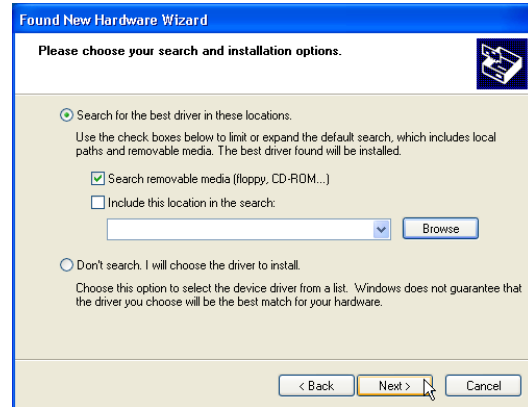 Found New Hardware Wizard
Please choose your search and installation options.
Search for the best driver in these locations.
Use the check boxes below to limit or expand the default search, which includes local
paths and removable media. The best driver found will be installed.
Search removable media (floppy, CD-ROM...)
Include this location in the search:
Browse
Don't search. I will choose the driver to install.
Choose this option to select the device driver from a list. Windows does not guarantee that
the driver you choose will be the best match for your hardware.
< Back Next > Cancel